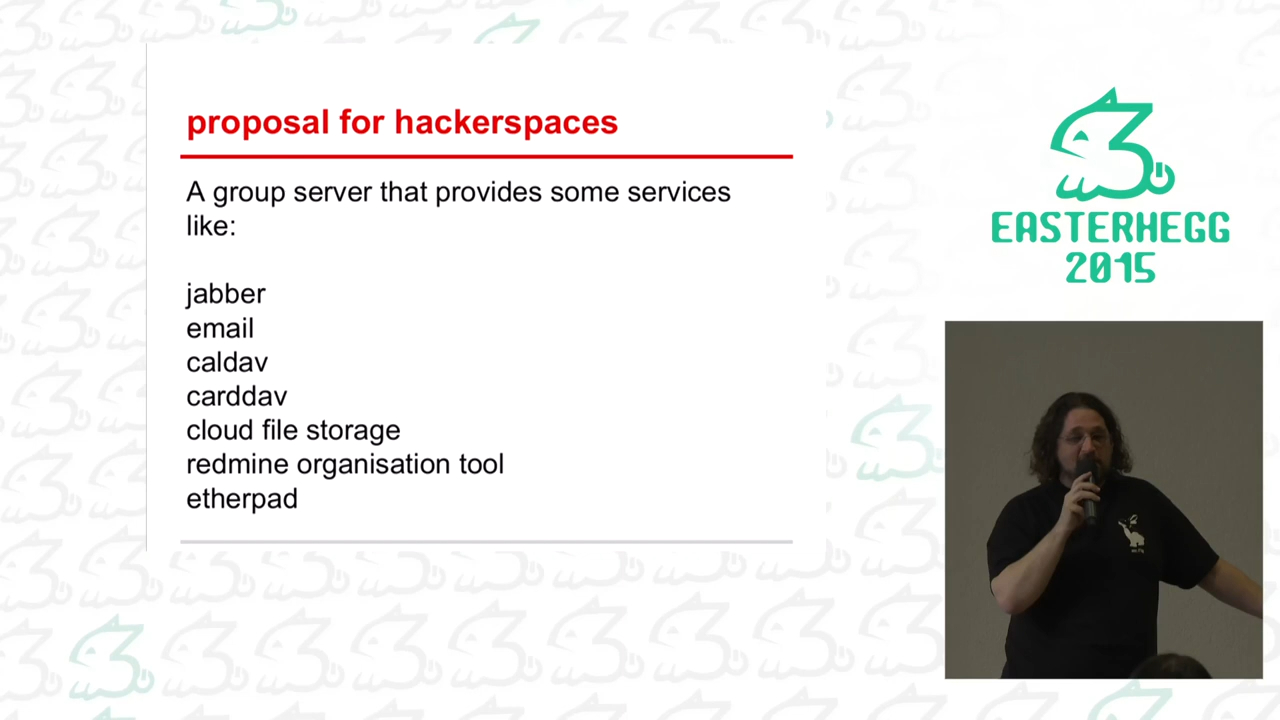 proposal for hackerspaces
A group server that provides some services
like:
jabber
email
caldav
carddav
cloud file storage
redmine organisation tool
etherpad
EASTERHEGG
2015